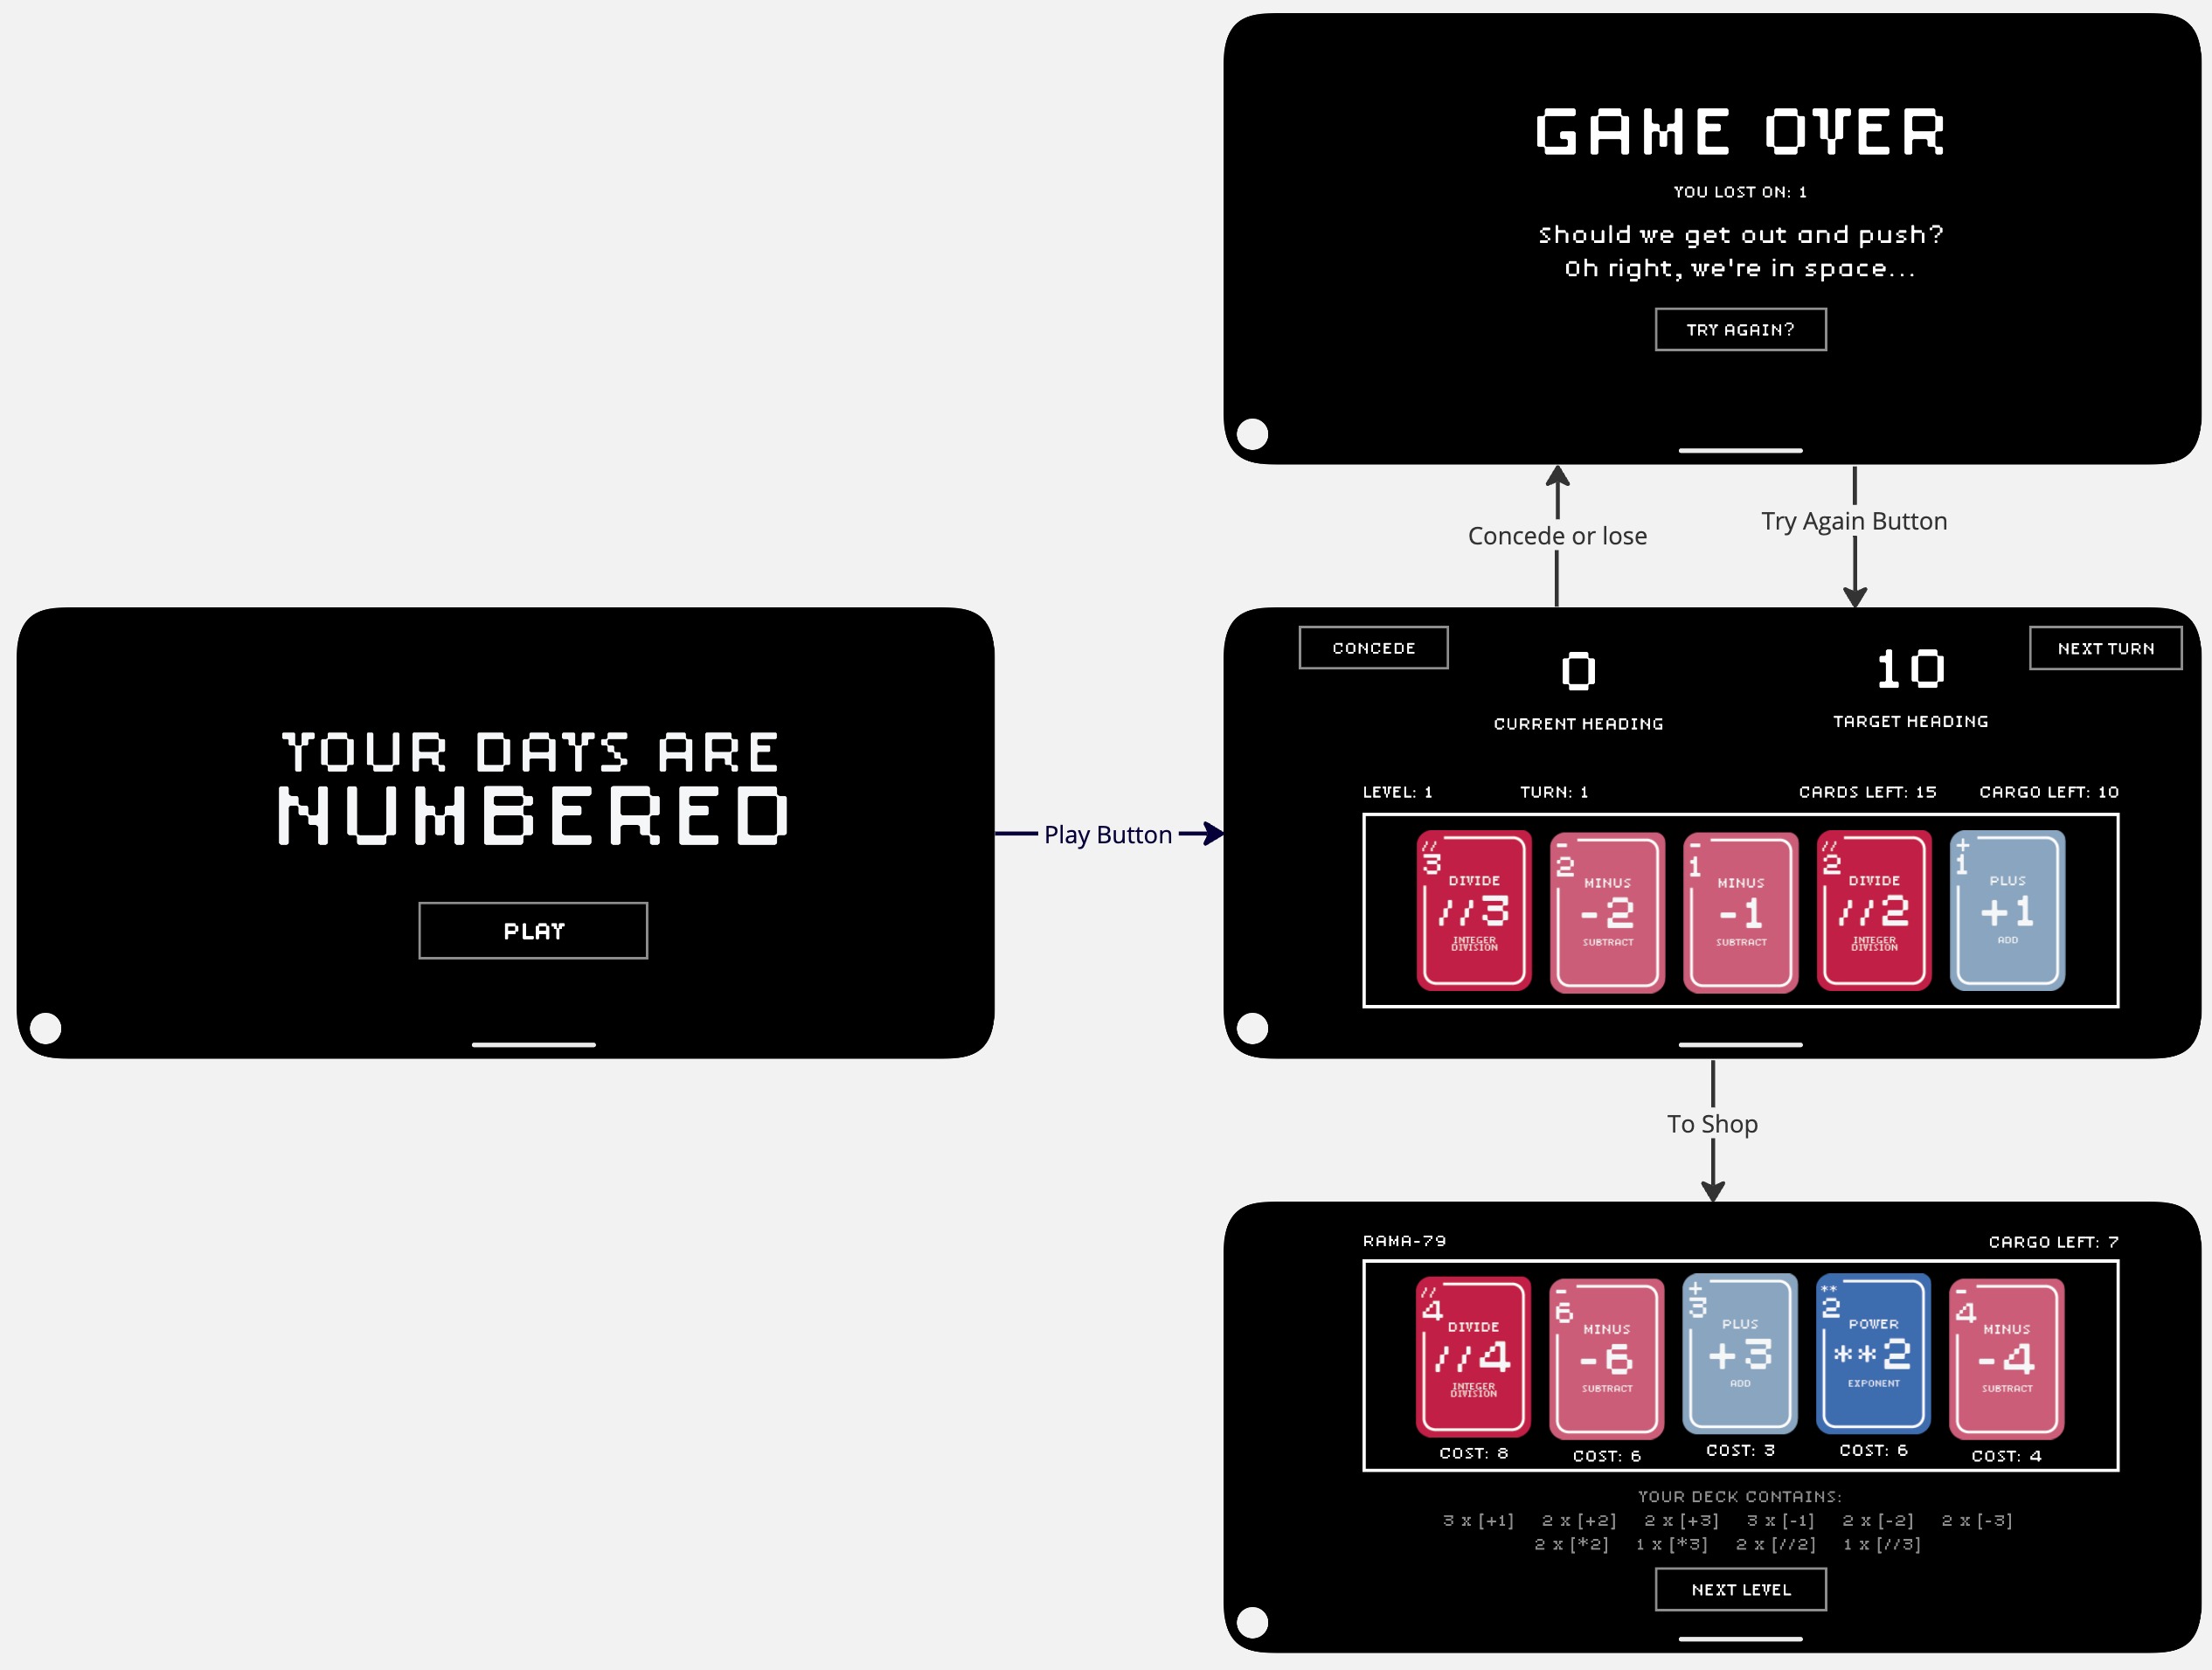 GAME OVER
YOU LOST ON: 1
Should we get out and push?
Oh right, we're in space...
TRY AGAIN?
Concede or lose
Try Again Button
YOUR DAYS ARE
NUMBERED
PLAY
Play Button
CONCEDE
0
10
NEXT TURN
CURRENT HEADING
TARGET HEADING
LEVEL: 1
TURN: 1
CARDS LEFT: 15
CARGO LEFT: 10
//
3
DIVIDE
//3
INTEGER
DIVISION
-
2
MINUS
-2
SUBTRACT
-
1
MINUS
-1
SUBTRACT
//
2
DIVIDE
//2
INTEGER
DIVISION
+
1
PLUS
+1
ADD
To Shop
RAMA-79
CARGO LEFT: 7
//
4
DIVIDE
//4
INTEGER
DIVISION
COST: 8
-
6
MINUS
-6
SUBTRACT
COST: 6
+
3
PLUS
+3
ADD
COST: 3
**
2
POWER
**2
EXPONENT
COST: 6
-
4
MINUS
-4
SUBTRACT
COST: 4
YOUR DECK CONTAINS:
3 x [+1] 2 x [+2] 2 x [+3] 3 x [-1] 2 x [-2] 2 x [-3]
2 x [*2] 1 x [*3] 2 x [//2] 1 x [//3]
NEXT LEVEL